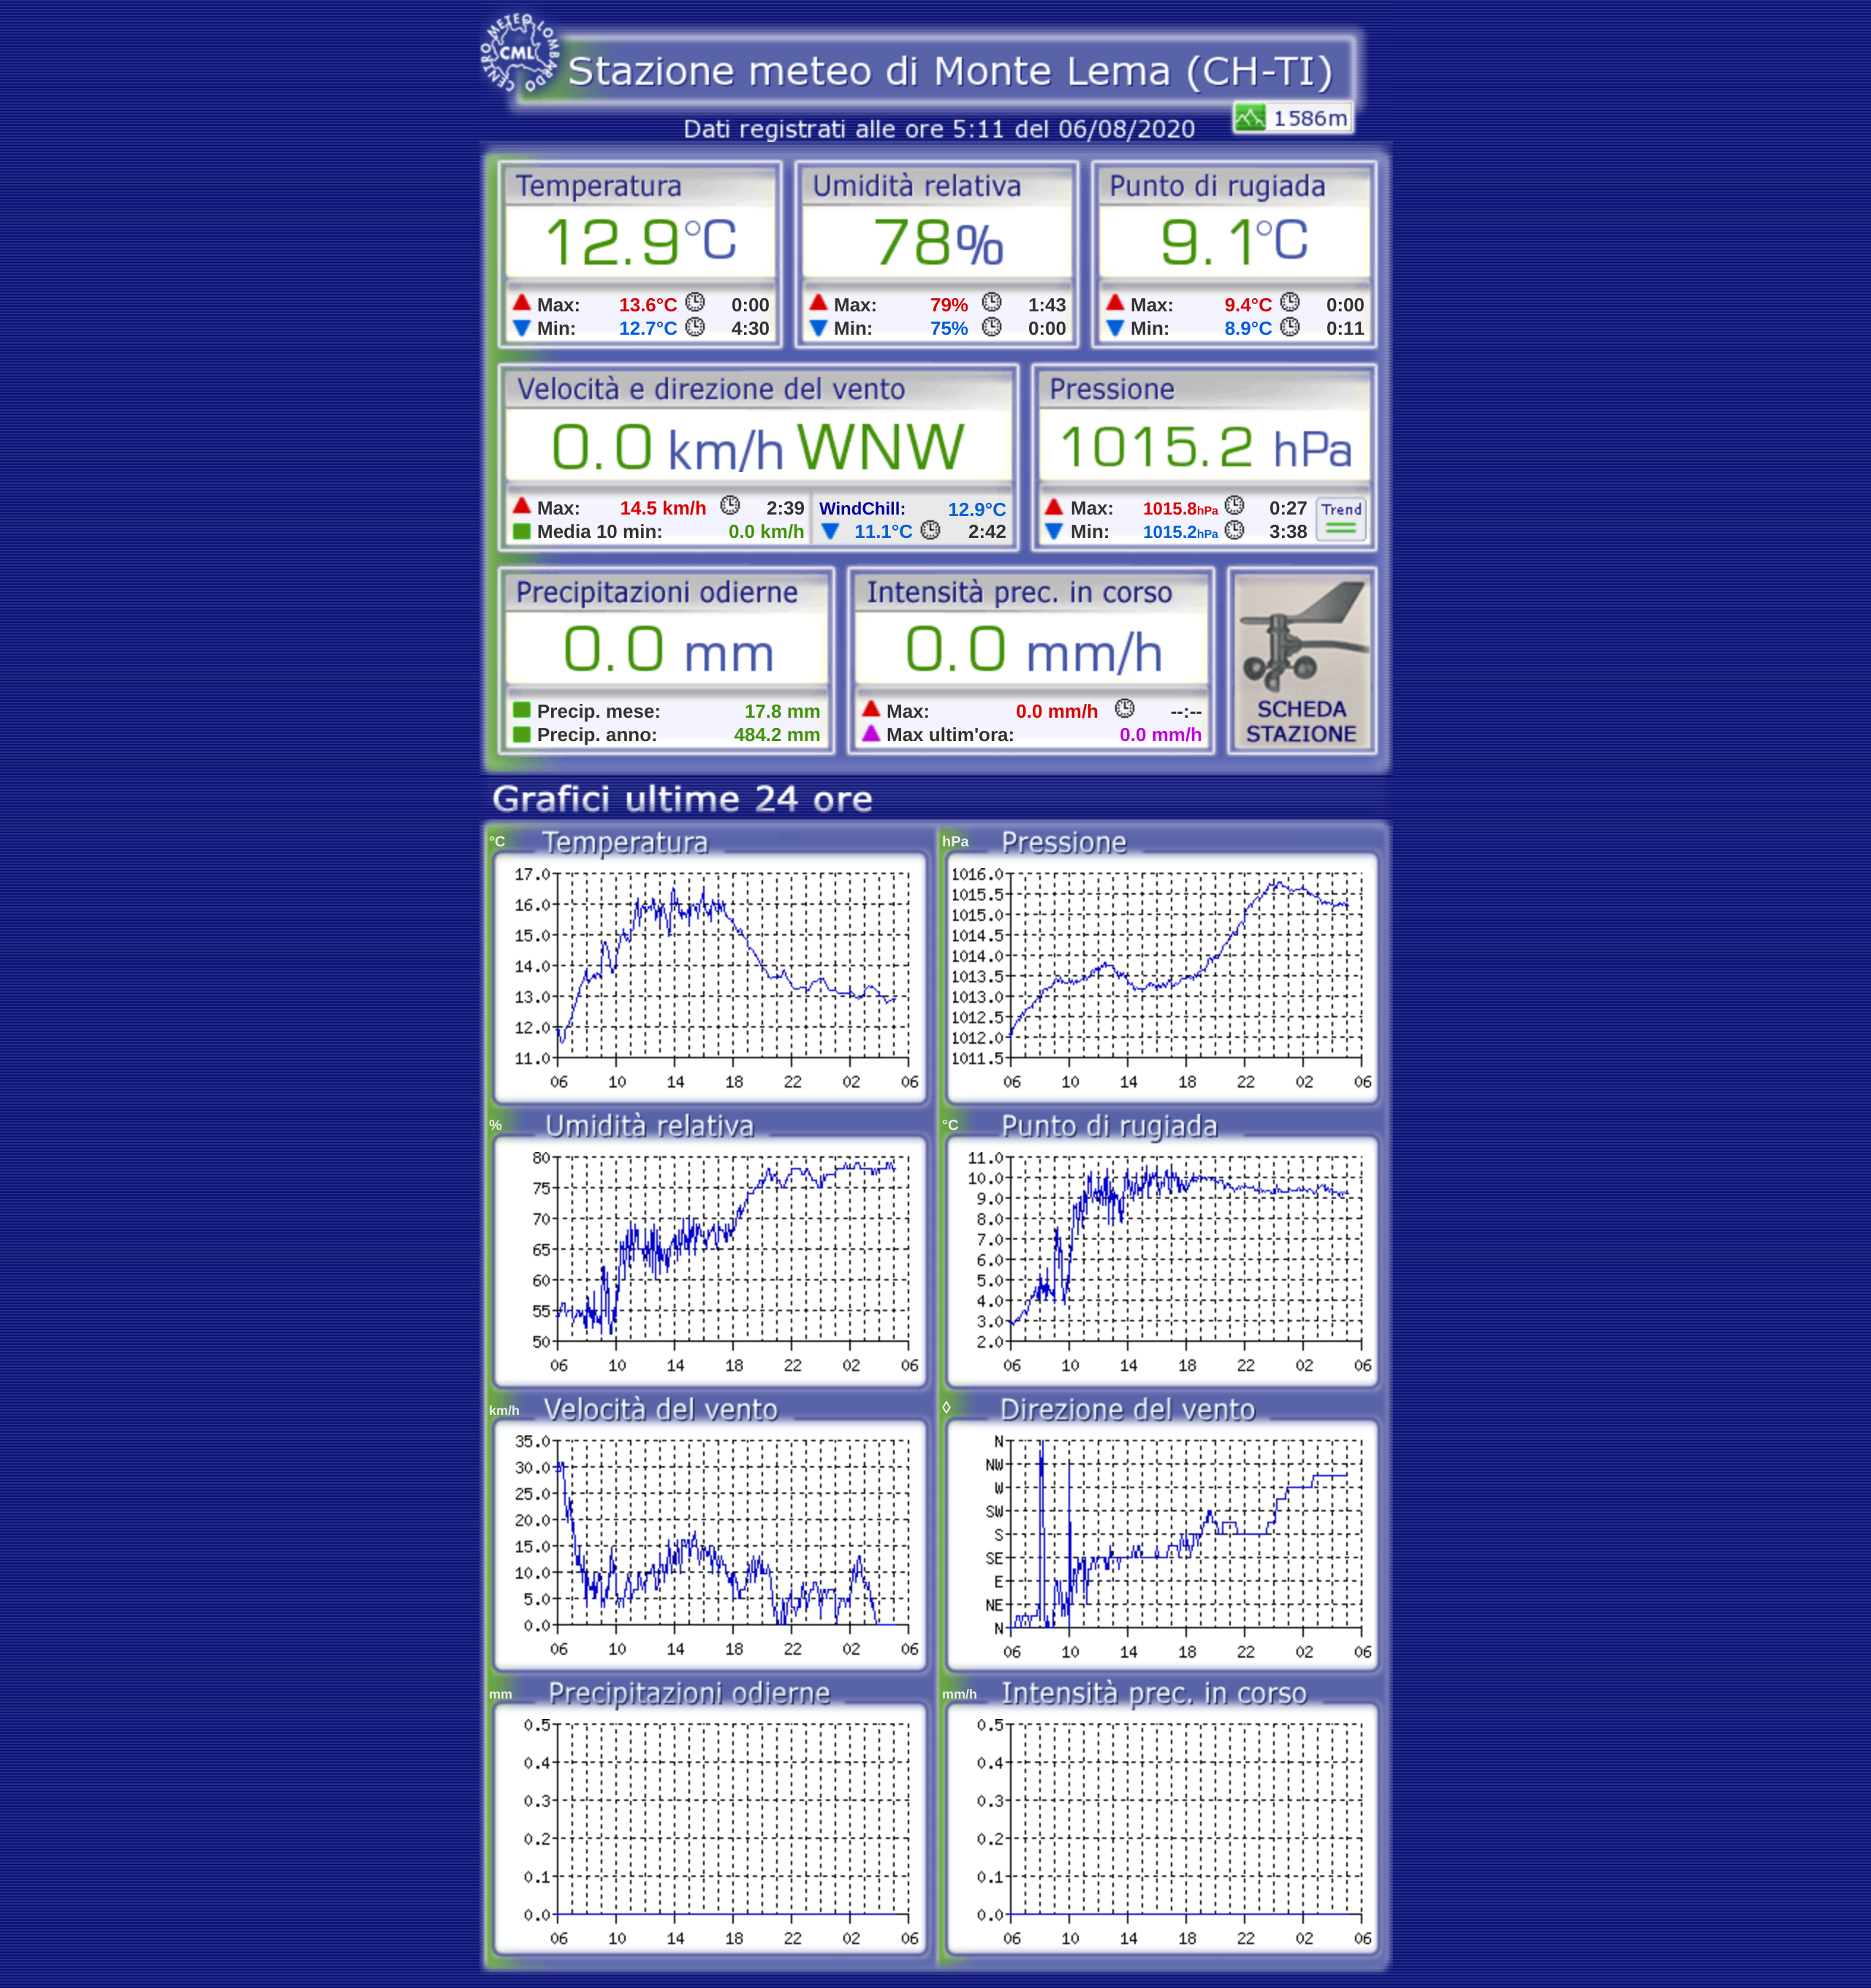 CENTRO METEO LOMBARDO
CML
Stazione meteo di Monte Lema (CH-TI)
1586m
Dati registrati alle ore 5:11 del 06/08/2020
Temperatura
12.9°C
Max: 13.6°C 0:00
Min: 12.7°C 4:30
Umidità relativa
78%
Max: 79% 1:43
Min: 75% 0:00
Punto di rugiada
9.1°C
Max: 9.4°C 0:00
Min: 8.9°C 0:11
Velocità e direzione del vento
0.0 km/h WNW
Max: 14.5 km/h 2:39
Media 10 min: 0.0 km/h
WindChill: 12.9°C
11.1°C 2:42
Pressione
1015.2 hPa
Max: 1015.8hPa 0:27
Min: 1015.2hPa 3:38
Trend
Precipitazioni odierne
0.0 mm
Precip. mese: 17.8 mm
Precip. anno: 484.2 mm
Intensità prec. in corso
0.0 mm/h
Max: 0.0 mm/h --:--
Max ultim'ora: 0.0 mm/h
SCHEDA
STAZIONE
Grafici ultime 24 ore
°C Temperatura
17.0
16.0
15.0
14.0
13.0
12.0
11.0
06 10 14 18 22 02 06
hPa Pressione
1016.0
1015.5
1015.0
1014.5
1014.0
1013.5
1013.0
1012.5
1012.0
1011.5
06 10 14 18 22 02 06
% Umidità relativa
80
75
70
65
60
55
50
06 10 14 18 22 02 06
°C Punto di rugiada
11.0
10.0
9.0
8.0
7.0
6.0
5.0
4.0
3.0
2.0
06 10 14 18 22 02 06
km/h Velocità del vento
35.0
30.0
25.0
20.0
15.0
10.0
5.0
0.0
06 10 14 18 22 02 06
◊ Direzione del vento
N
NW
W
SW
S
SE
E
NE
N
06 10 14 18 22 02 06
mm Precipitazioni odierne
0.5
0.4
0.3
0.2
0.1
0.0
06 10 14 18 22 02 06
mm/h Intensità prec. in corso
0.5
0.4
0.3
0.2
0.1
0.0
06 10 14 18 22 02 06